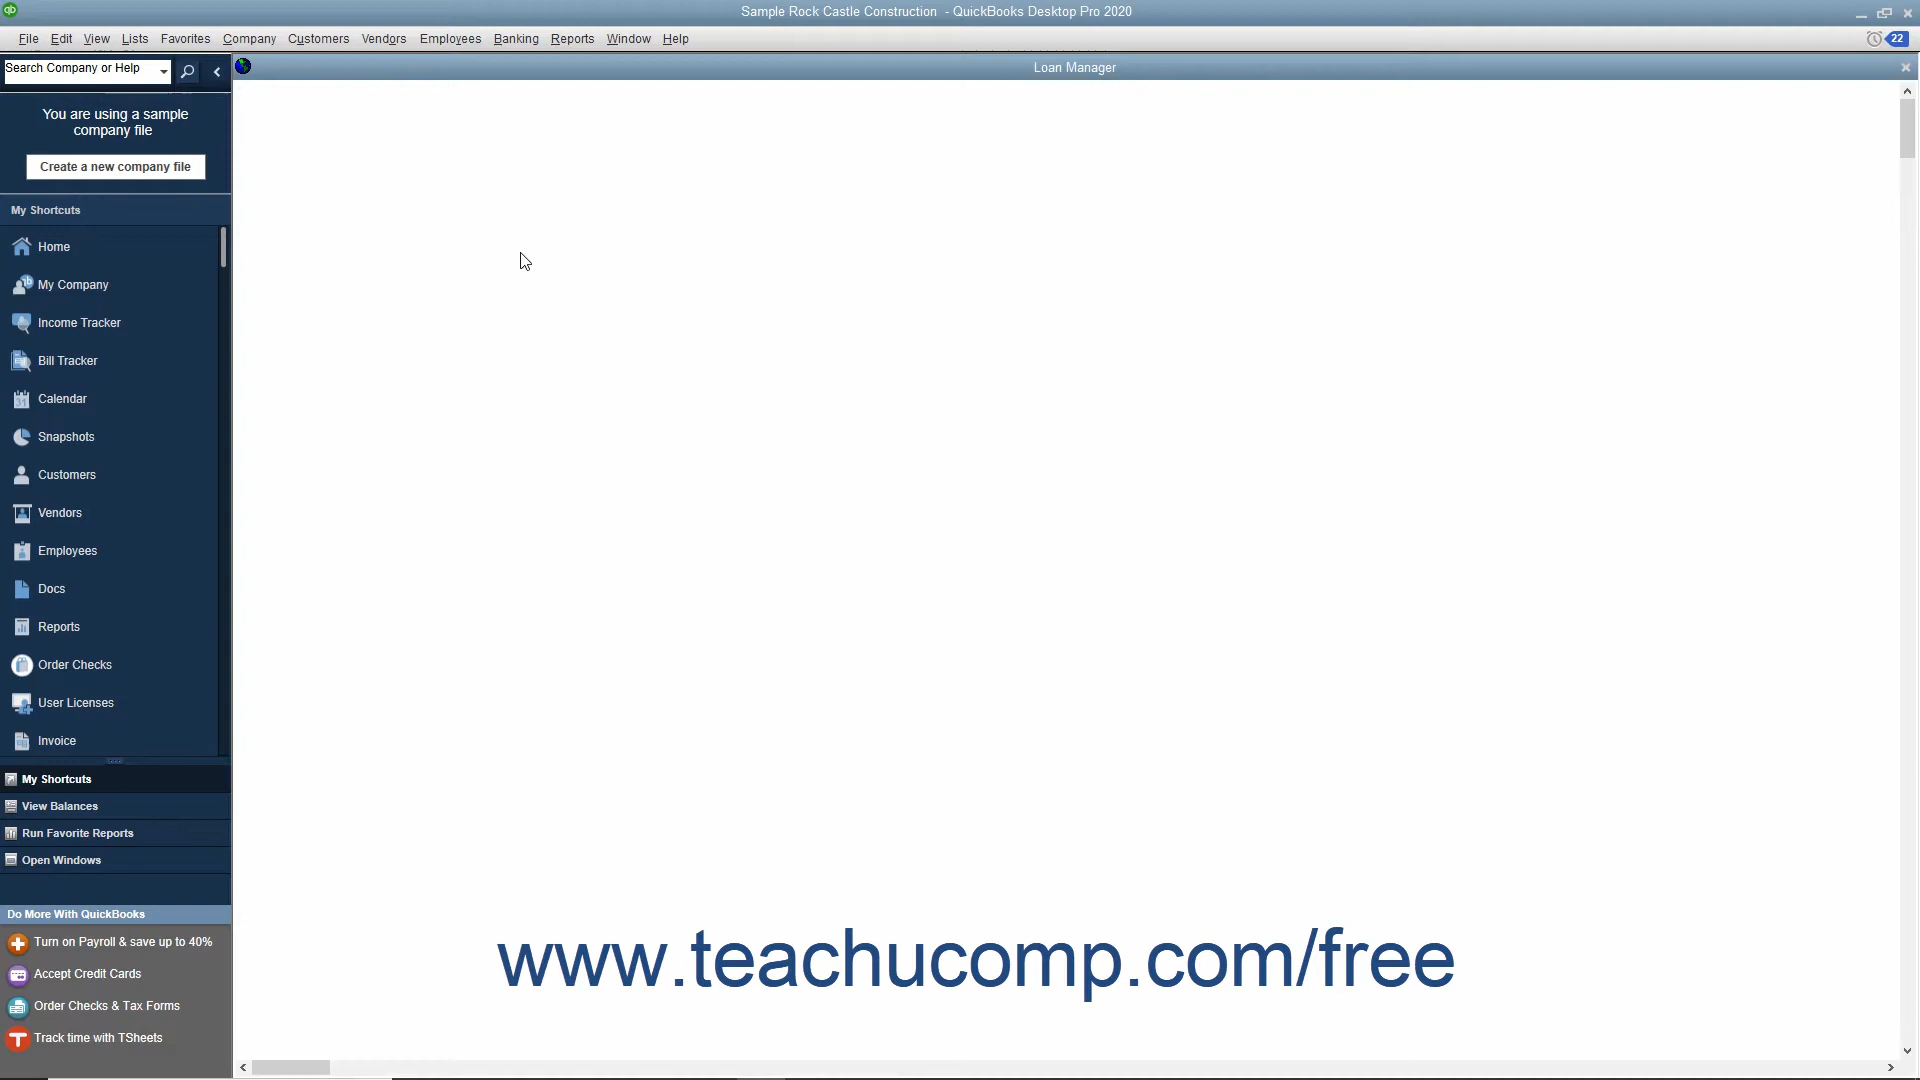 qb
Sample Rock Castle Construction - QuickBooks Desktop Pro 2020
File Edit View Lists Favorites Company Customers Vendors Employees Banking Reports Window Help
22
Search Company or Help
Loan Manager
You are using a sample
company file
Create a new company file
My Shortcuts
Home
My Company
Income Tracker
Bill Tracker
31
Calendar
Snapshots
Customers
Vendors
Employees
Docs
Reports
Order Checks
User Licenses
Invoice
My Shortcuts
View Balances
Run Favorite Reports
Open Windows
Do More With QuickBooks
Turn on Payroll & save up to 40%
Accept Credit Cards
Order Checks & Tax Forms
Track time with TSheets
www.teachucomp.com/free